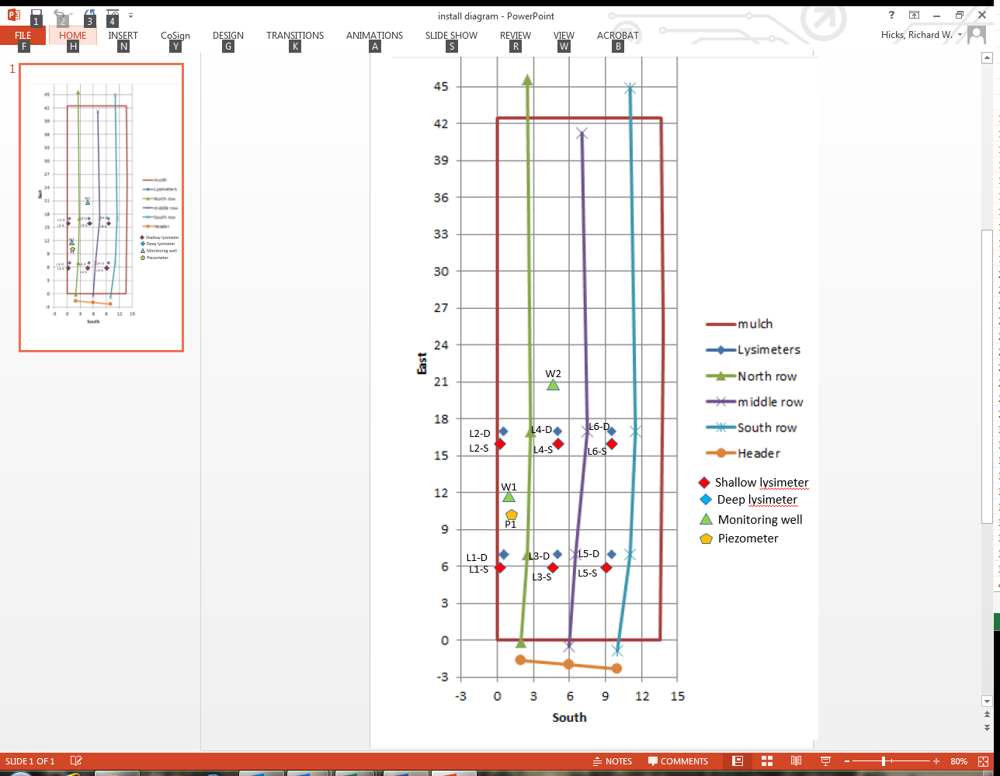 install diagram - PowerPoint
1 2 3 4
FILE HOME INSERT CoSign DESIGN TRANSITIONS ANIMATIONS SLIDE SHOW REVIEW VIEW ACROBAT Hicks, Richard W.
F H N Y G K A S R W B
1
45
42
39
36
33
30
27
24
21
18
15
12
9
6
3
0
-3
-3 0 3 6 9 12 15
East
South
W2
L2-D L4-D L6-D
L2-S L4-S L6-S
W1
P1
L1-D L3-D L5-D
L1-S L3-S L5-S
mulch
Lysimeters
North row
middle row
South row
Header
Shallow lysimeter
Deep lysimeter
Monitoring well
Piezometer
SLIDE 1 OF 1 NOTES COMMENTS 80%